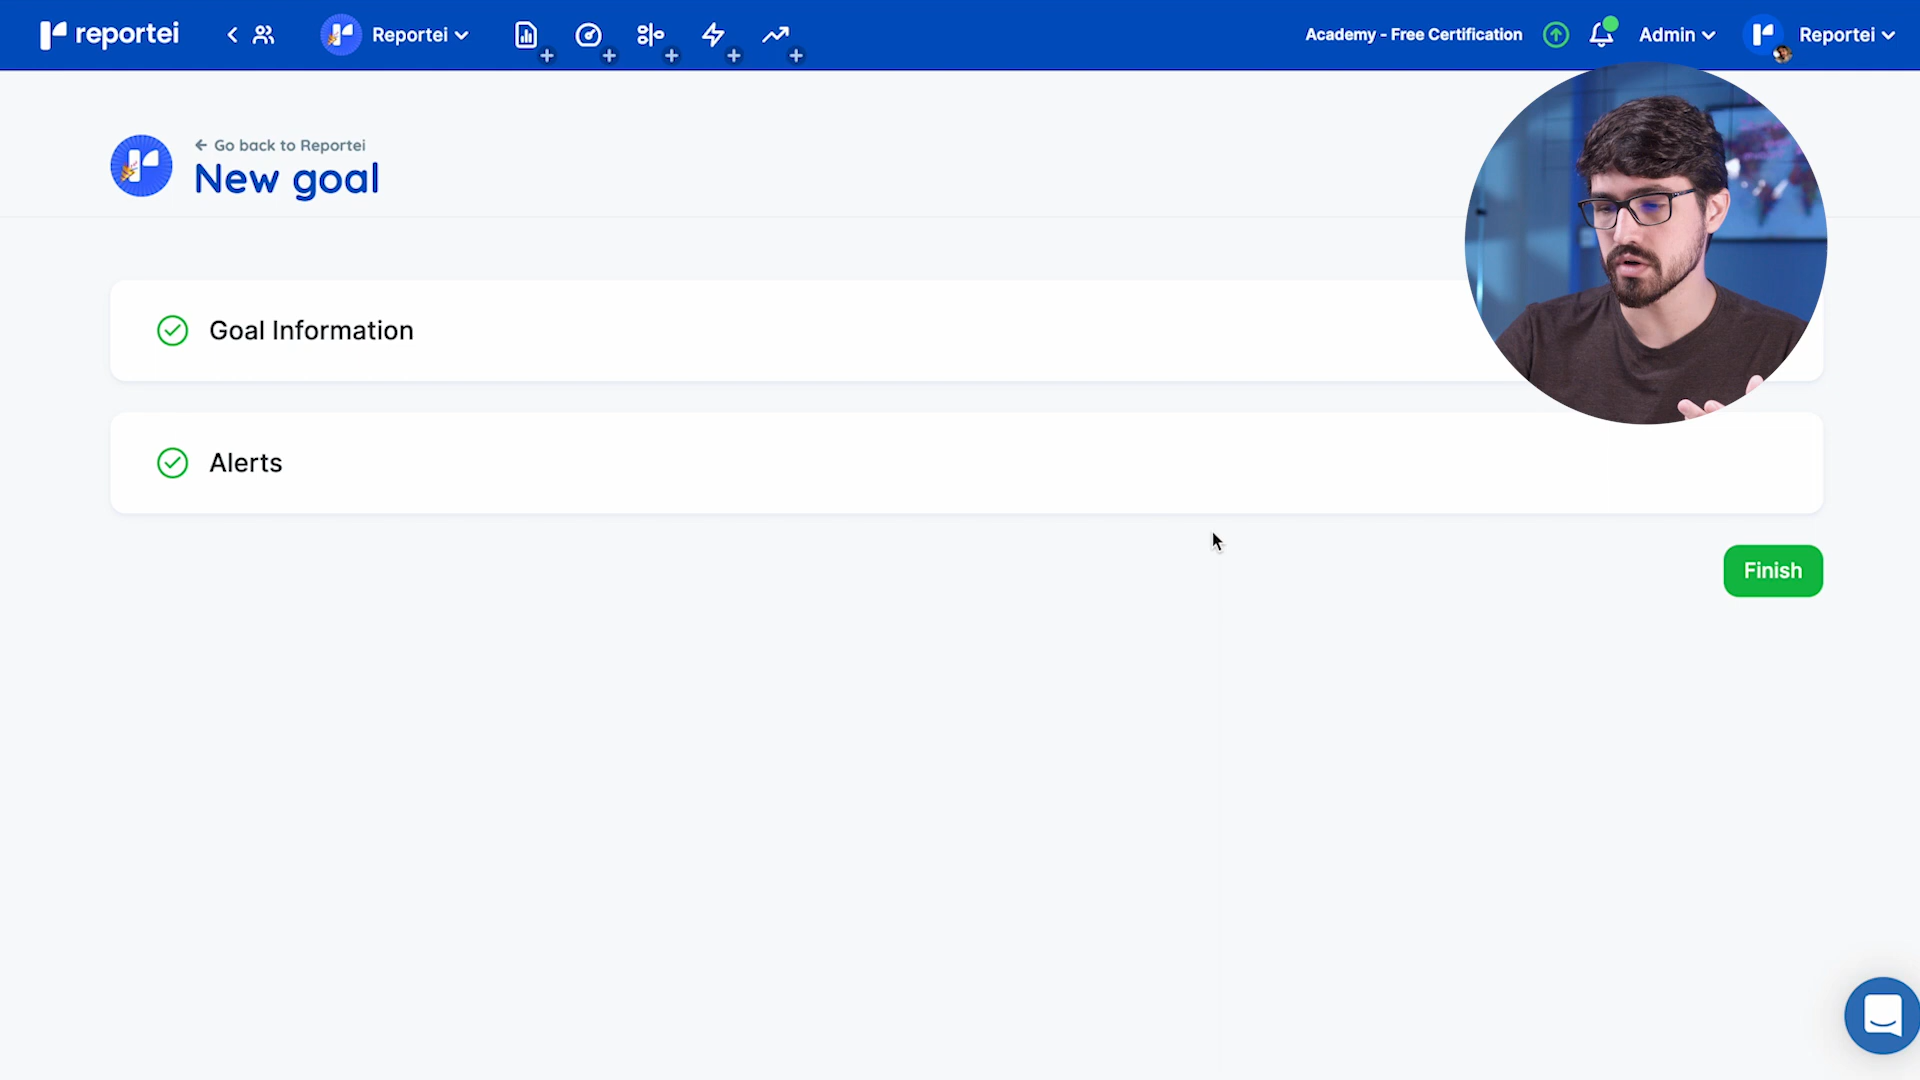 reportei
Reportei
Academy - Free Certification
Admin
Reportei
Go back to Reportei
New goal
Goal Information
Alerts
Finish